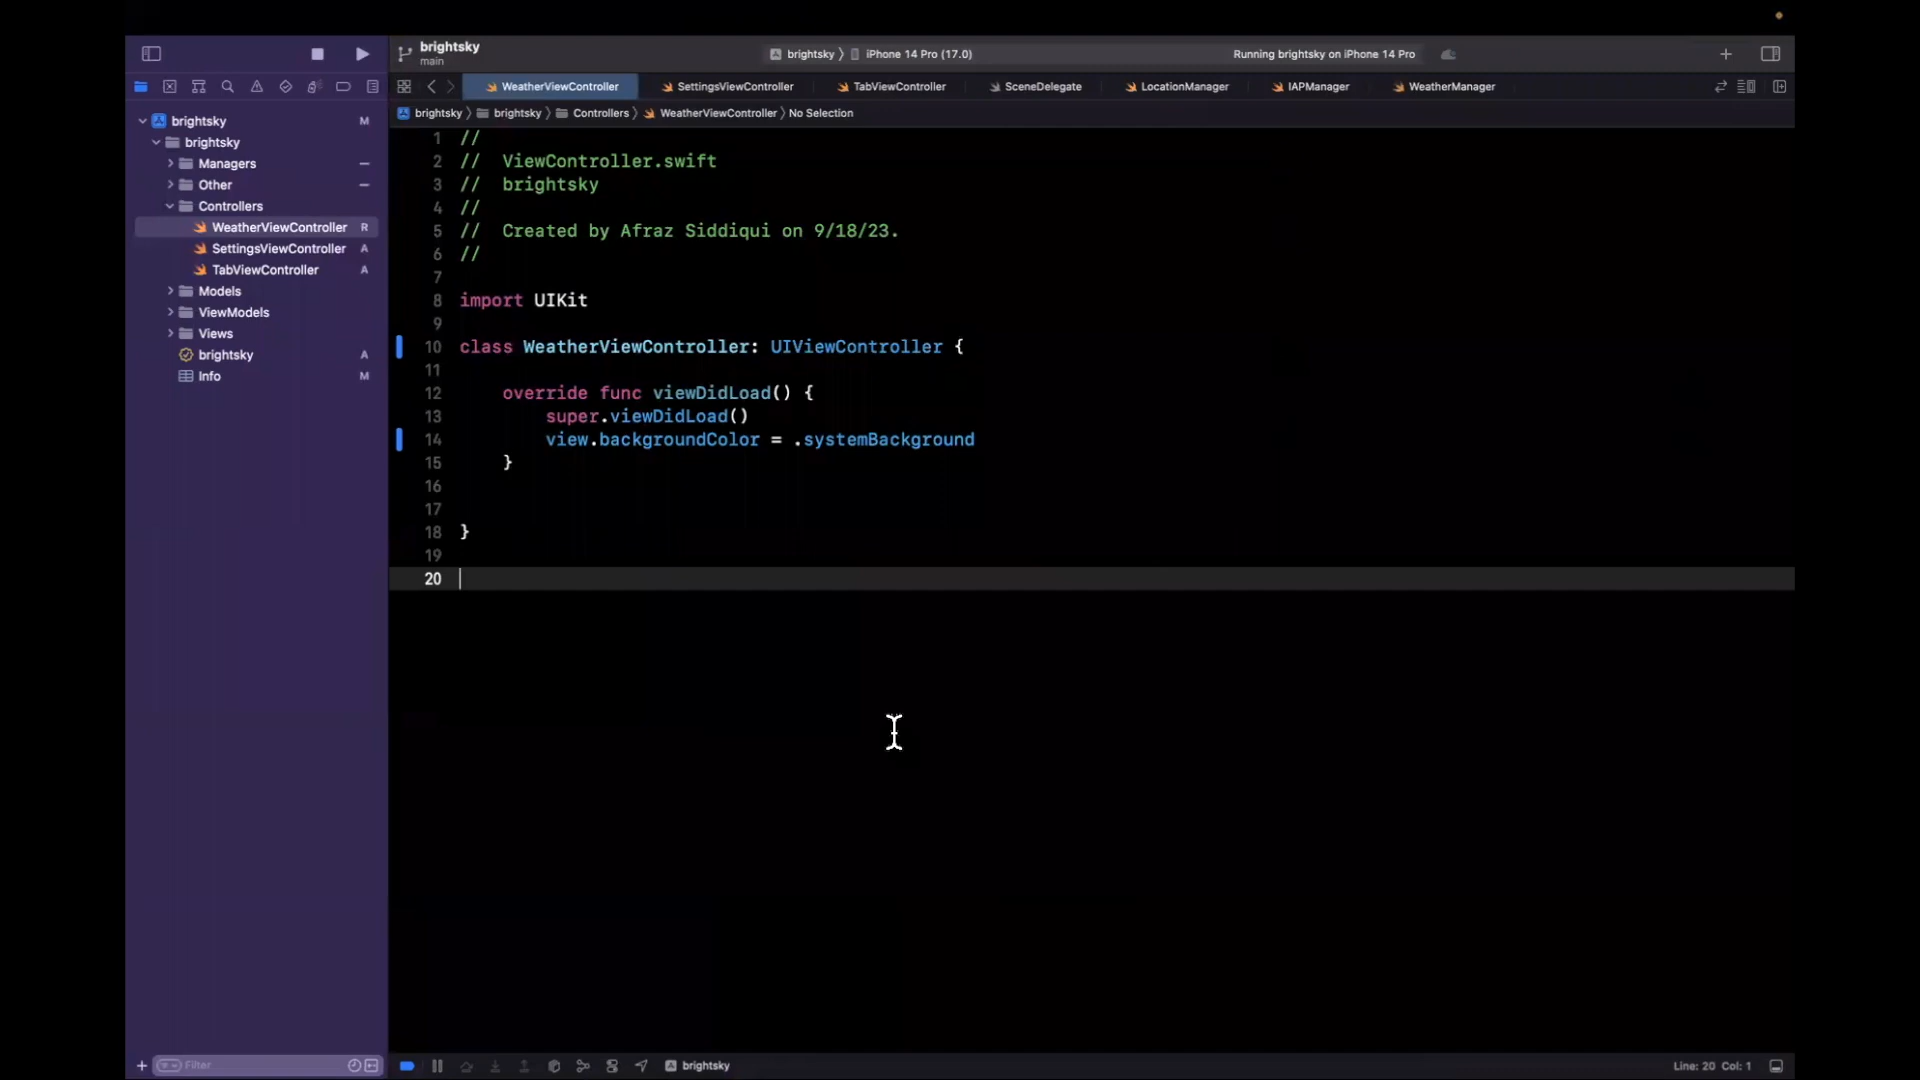 brightsky
main
brightsky 〉 iPhone 14 Pro (17.0)
Running brightsky on iPhone 14 Pro
WeatherViewController
SettingsViewController
TabViewController
SceneDelegate
LocationManager
IAPManager
WeatherManager
brightsky 〉 brightsky 〉 Controllers 〉 WeatherViewController 〉 No Selection
brightsky M
brightsky
Managers
Other
Controllers
WeatherViewController R
SettingsViewController A
TabViewController A
Models
ViewModels
Views
brightsky A
Info M
1 //
2 //  ViewController.swift
3 //  brightsky
4 //
5 //  Created by Afraz Siddiqui on 9/18/23.
6 //
7
8 import UIKit
9
10 class WeatherViewController: UIViewController {
11
12     override func viewDidLoad() {
13         super.viewDidLoad()
14         view.backgroundColor = .systemBackground
15     }
16
17
18 }
19
20
Filter
brightsky
Line: 20 Col: 1